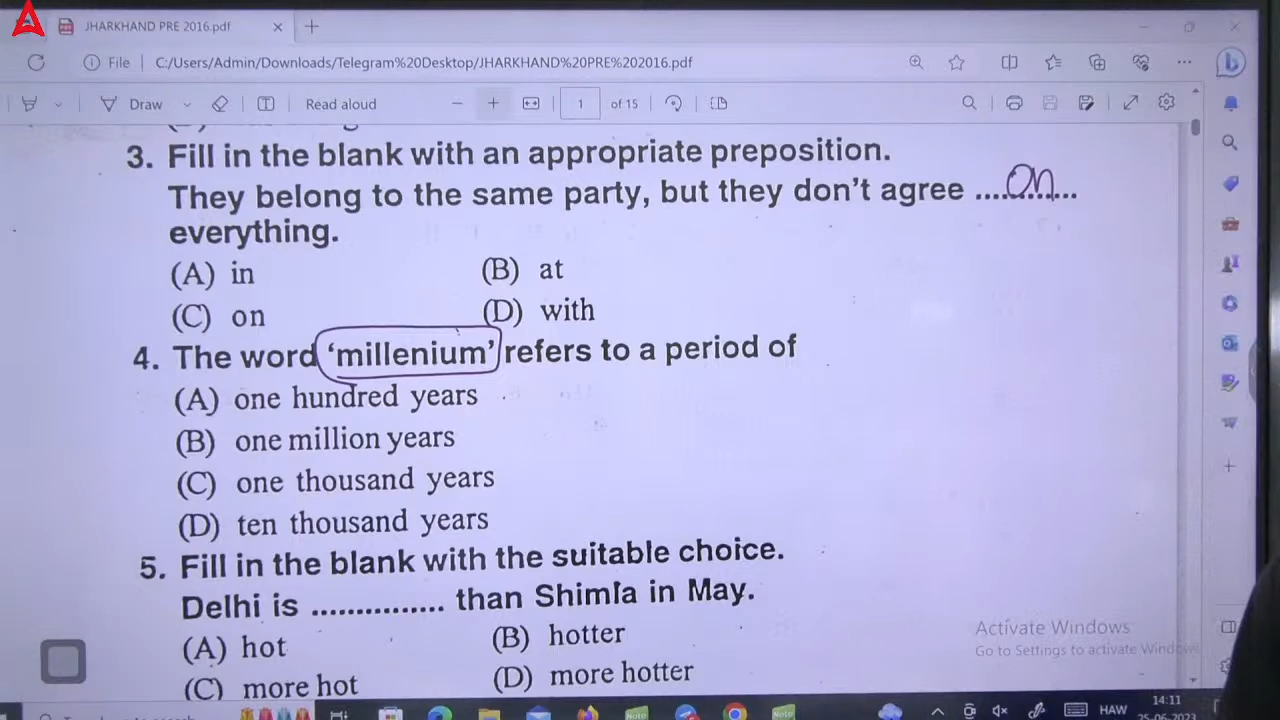 JHARKHAND PRE 2016.pdf
File C:/Users/Admin/Downloads/Telegram%20Desktop/JHARKHAND%20PRE%202016.pdf
Draw Read aloud 1 of 15
3. Fill in the blank with an appropriate preposition.
They belong to the same party, but they don't agree ....on....
everything.
(A) in (B) at
(C) on (D) with
4. The word 'millenium' refers to a period of
(A) one hundred years
(B) one million years
(C) one thousand years
(D) ten thousand years
5. Fill in the blank with the suitable choice.
Delhi is ............... than Shimla in May.
(A) hot (B) hotter
(C) more hot (D) more hotter
Activate Windows
Go to Settings to activate Windows
HAW 14:11
25-06-2023